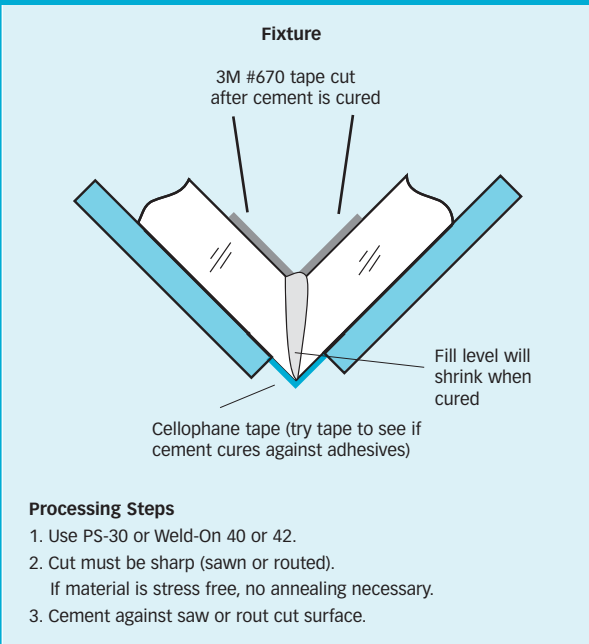 Fixture
3M #670 tape cut
after cement is cured
Fill level will
shrink when
cured
Cellophane tape (try tape to see if
cement cures against adhesives)
Processing Steps
1. Use PS-30 or Weld-On 40 or 42.
2. Cut must be sharp (sawn or routed).
If material is stress free, no annealing necessary.
3. Cement against saw or rout cut surface.